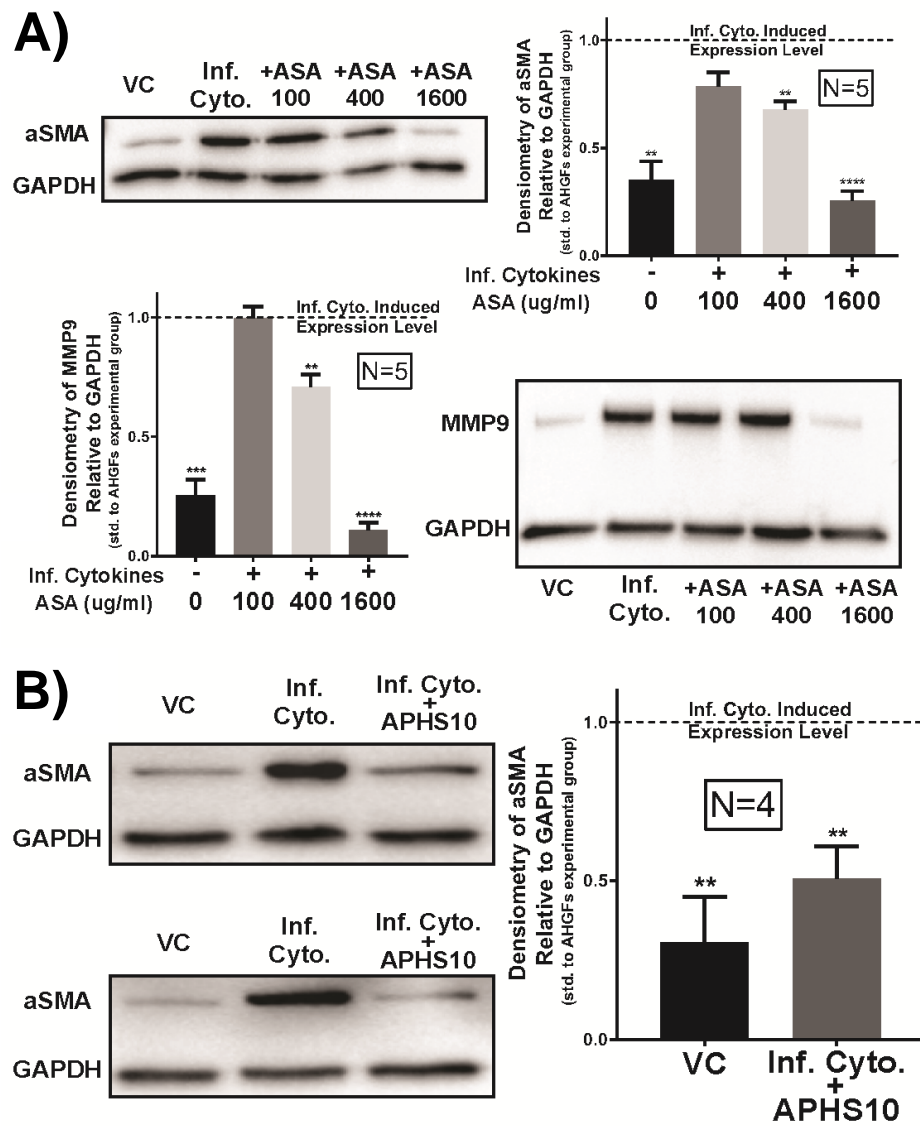 A)
VC
Inf.
Cyto.
+ASA
100
+ASA
400
+ASA
1600
aSMA
GAPDH
Densiometry of aSMA
Relative to GAPDH
(std. to AHGFs experimental group)
1.0
0.5
0.0
Inf. Cyto. Induced
Expression Level
N=5
**
**
****
Inf. Cytokines - + + +
ASA (ug/ml) 0 100 400 1600
Densiometry of MMP9
Relative to GAPDH
(std. to AHGFs experimental group)
1.0
0.5
0.0
Inf. Cyto. Induced
Expression Level
N=5
***
**
****
Inf. Cytokines - + + +
ASA (ug/ml) 0 100 400 1600
MMP9
GAPDH
VC
Inf.
Cyto.
+ASA
100
+ASA
400
+ASA
1600
B)
VC
Inf.
Cyto.
Inf. Cyto.
+
APHS10
aSMA
GAPDH
VC
Inf.
Cyto.
Inf. Cyto.
+
APHS10
aSMA
GAPDH
Densiometry of aSMA
Relative to GAPDH
(std. to AHGFs experimental group)
1.0
0.5
0.0
Inf. Cyto. Induced
Expression Level
N=4
**
**
VC
Inf. Cyto.
+
APHS10